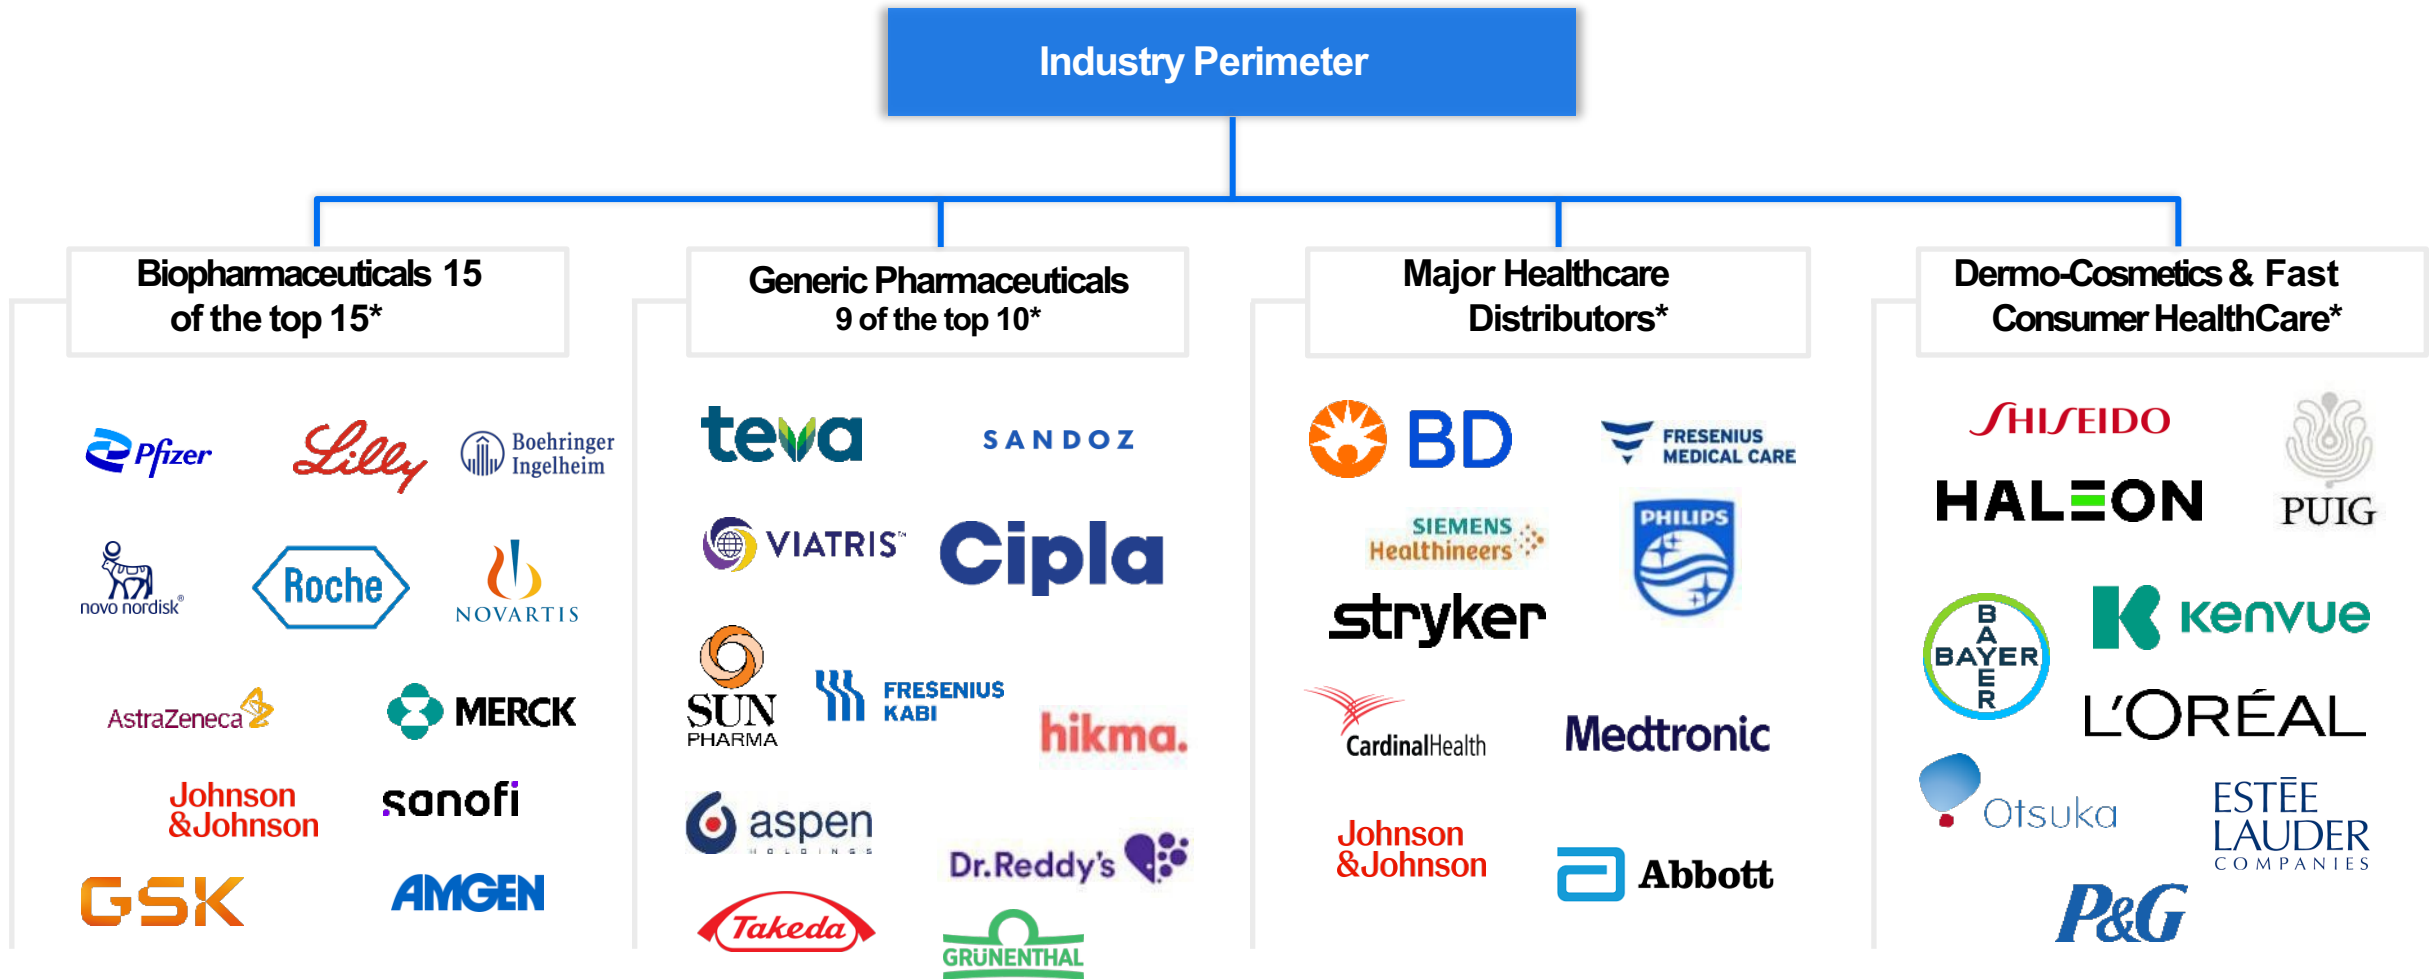 Industry Perimeter
Biopharmaceuticals 15
of the top 15*
Pfizer
Lilly
Boehringer
Ingelheim
novo nordisk®
Roche
NOVARTIS
AstraZeneca
MERCK
Johnson
&Johnson
sanofi
GSK
AMGEN
Generic Pharmaceuticals
9 of the top 10*
teva
SANDOZ
VIATRIS™
Cipla
SUN
PHARMA
FRESENIUS
KABI
hikma.
aspen
HOLDINGS
Dr.Reddy's
Takeda
GRÜNENTHAL
Major Healthcare
Distributors*
BD
FRESENIUS
MEDICAL CARE
SIEMENS
Healthineers
PHILIPS
stryker
CardinalHealth
Medtronic
Johnson
&Johnson
Abbott
Dermo-Cosmetics & Fast
Consumer HealthCare*
SHISEIDO
PUIG
HALEON
BAYER
BAYER
kenvue
L'ORÉAL
Otsuka
ESTĒE
LAUDER
COMPANIES
P&G